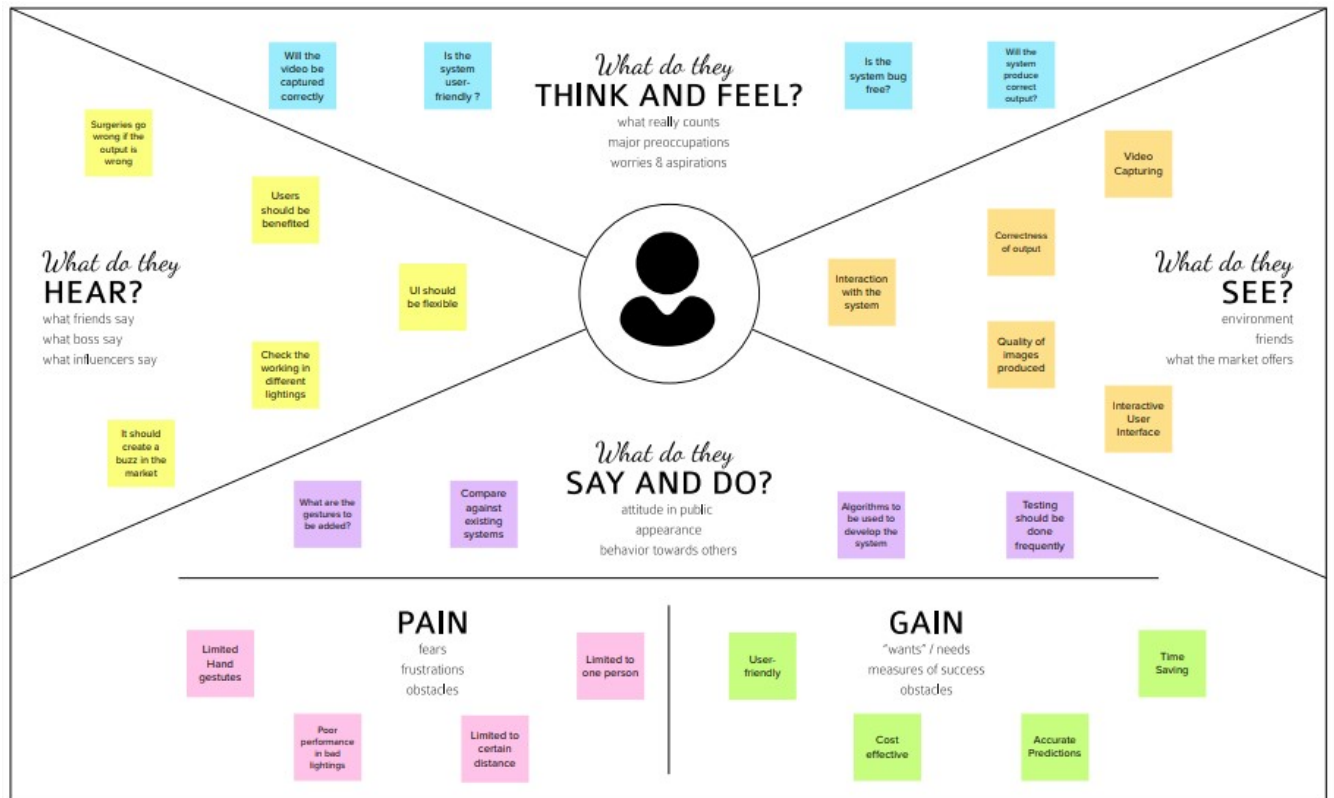 Will the
video be
captured
correctly
Is the
system
user-
friendly ?
What do they
THINK AND FEEL?
what really counts
major preoccupations
worries & aspirations
Is the
system bug
free?
Will the
system
produce
correct
output?
Surgeries go
wrong if the
output is
wrong
Users
should be
benefited
What do they
HEAR?
what friends say
what boss say
what influencers say
UI should
be flexible
Check the
working in
different
lightings
It should
create a
buzz in the
market
Video
Capturing
Correctness
of output
Interaction
with the
system
What do they
SEE?
environment
friends
what the market offers
Quality of
images
produced
Interactive
User
Interface
What are the
gestures to
be added?
Compare
against
existing
systems
What do they
SAY AND DO?
attitude in public
appearance
behavior towards others
Algorithms to
be used to
develop the
system
Testing
should be
done
frequently
Limited
Hand
gestutes
PAIN
fears
frustrations
obstacles
Limited to
one person
Poor
performance
in bad
lightings
Limited to
certain
distance
User-
friendly
GAIN
"wants" / needs
measures of success
obstacles
Time
Saving
Cost
effective
Accurate
Predictions